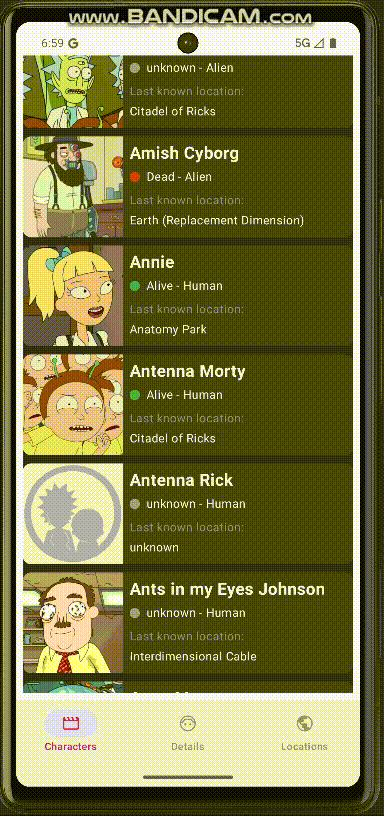 www.BANDICAM.com
6:59 G
5G
unknown - Alien
Last known location:
Citadel of Ricks
Amish Cyborg
Dead - Alien
Last known location:
Earth (Replacement Dimension)
Annie
Alive - Human
Last known location:
Anatomy Park
Antenna Morty
Alive - Human
Last known location:
Citadel of Ricks
Antenna Rick
unknown - Human
Last known location:
unknown
Ants in my Eyes Johnson
unknown - Human
Last known location:
Interdimensional Cable
Characters
Details
Locations